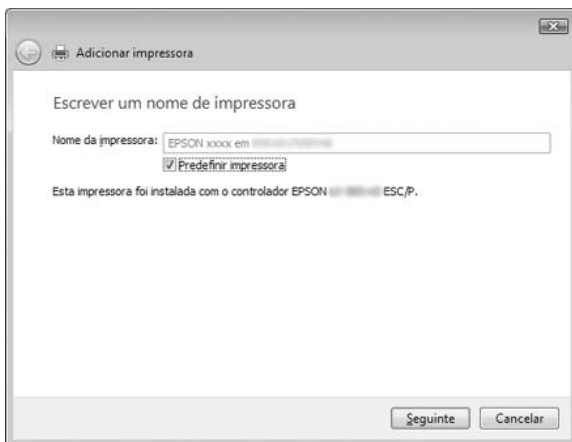 Adicionar impressora
Escrever um nome de impressora
Nome da impressora: EPSON xxxx em
Predefinir impressora
Esta impressora foi instalada com o controlador EPSON ESC/P.
Seguinte Cancelar